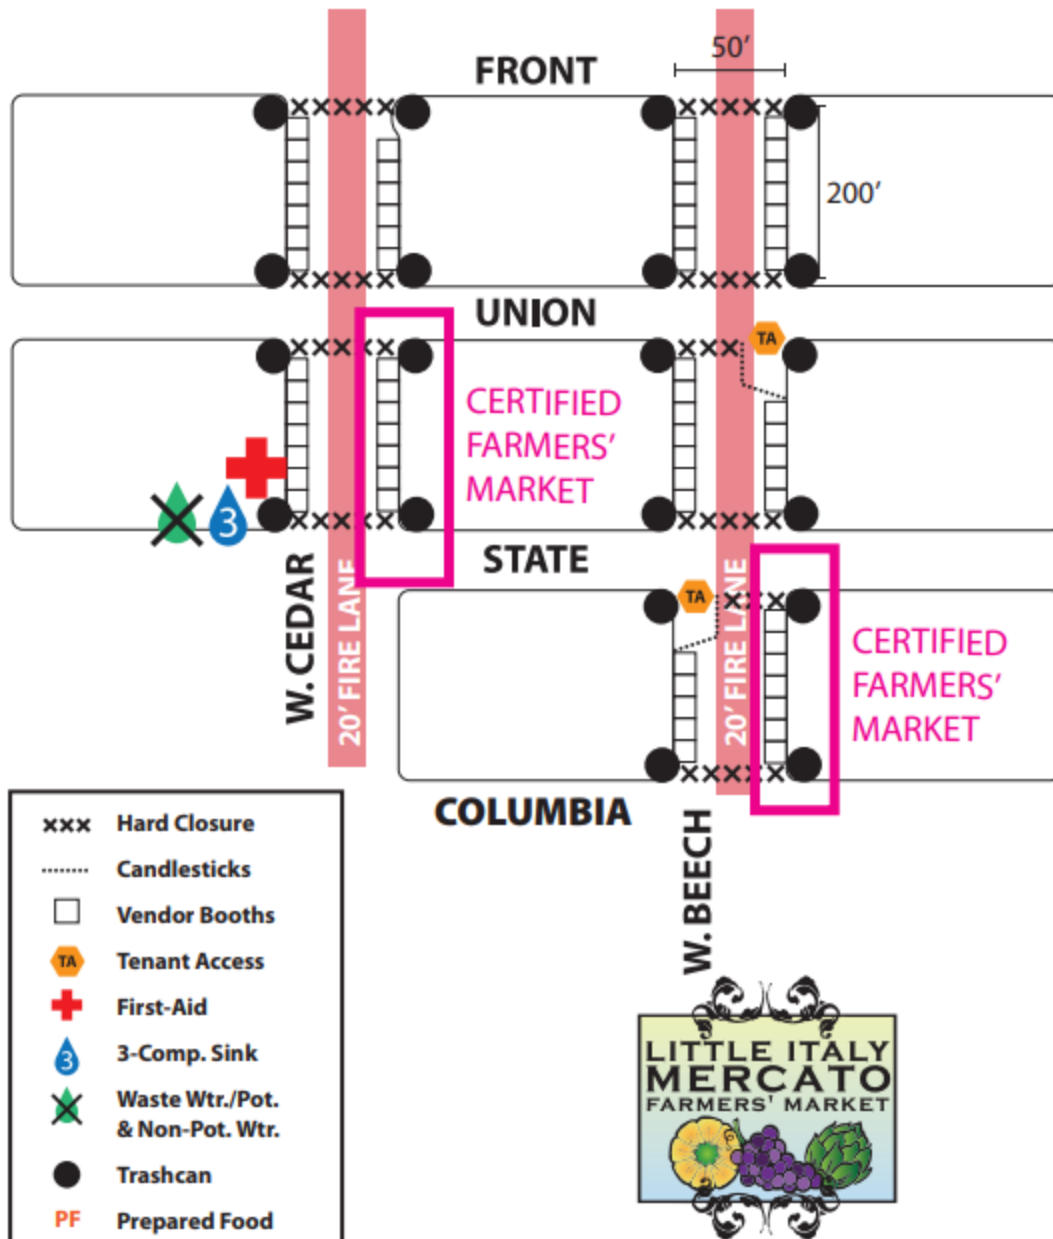 50′
FRONT
200′
UNION
TA
CERTIFIED
FARMERS’
MARKET
3
STATE
W. CEDAR
20′ FIRE LANE
TA
20′ FIRE LANE
CERTIFIED
FARMERS’
MARKET
COLUMBIA
W. BEECH
xxx Hard Closure
Candlesticks
Vendor Booths
TA Tenant Access
First-Aid
3 3-Comp. Sink
Waste Wtr./Pot.
& Non-Pot. Wtr.
Trashcan
PF Prepared Food
LITTLE ITALY
MERCATO
FARMERS' MARKET